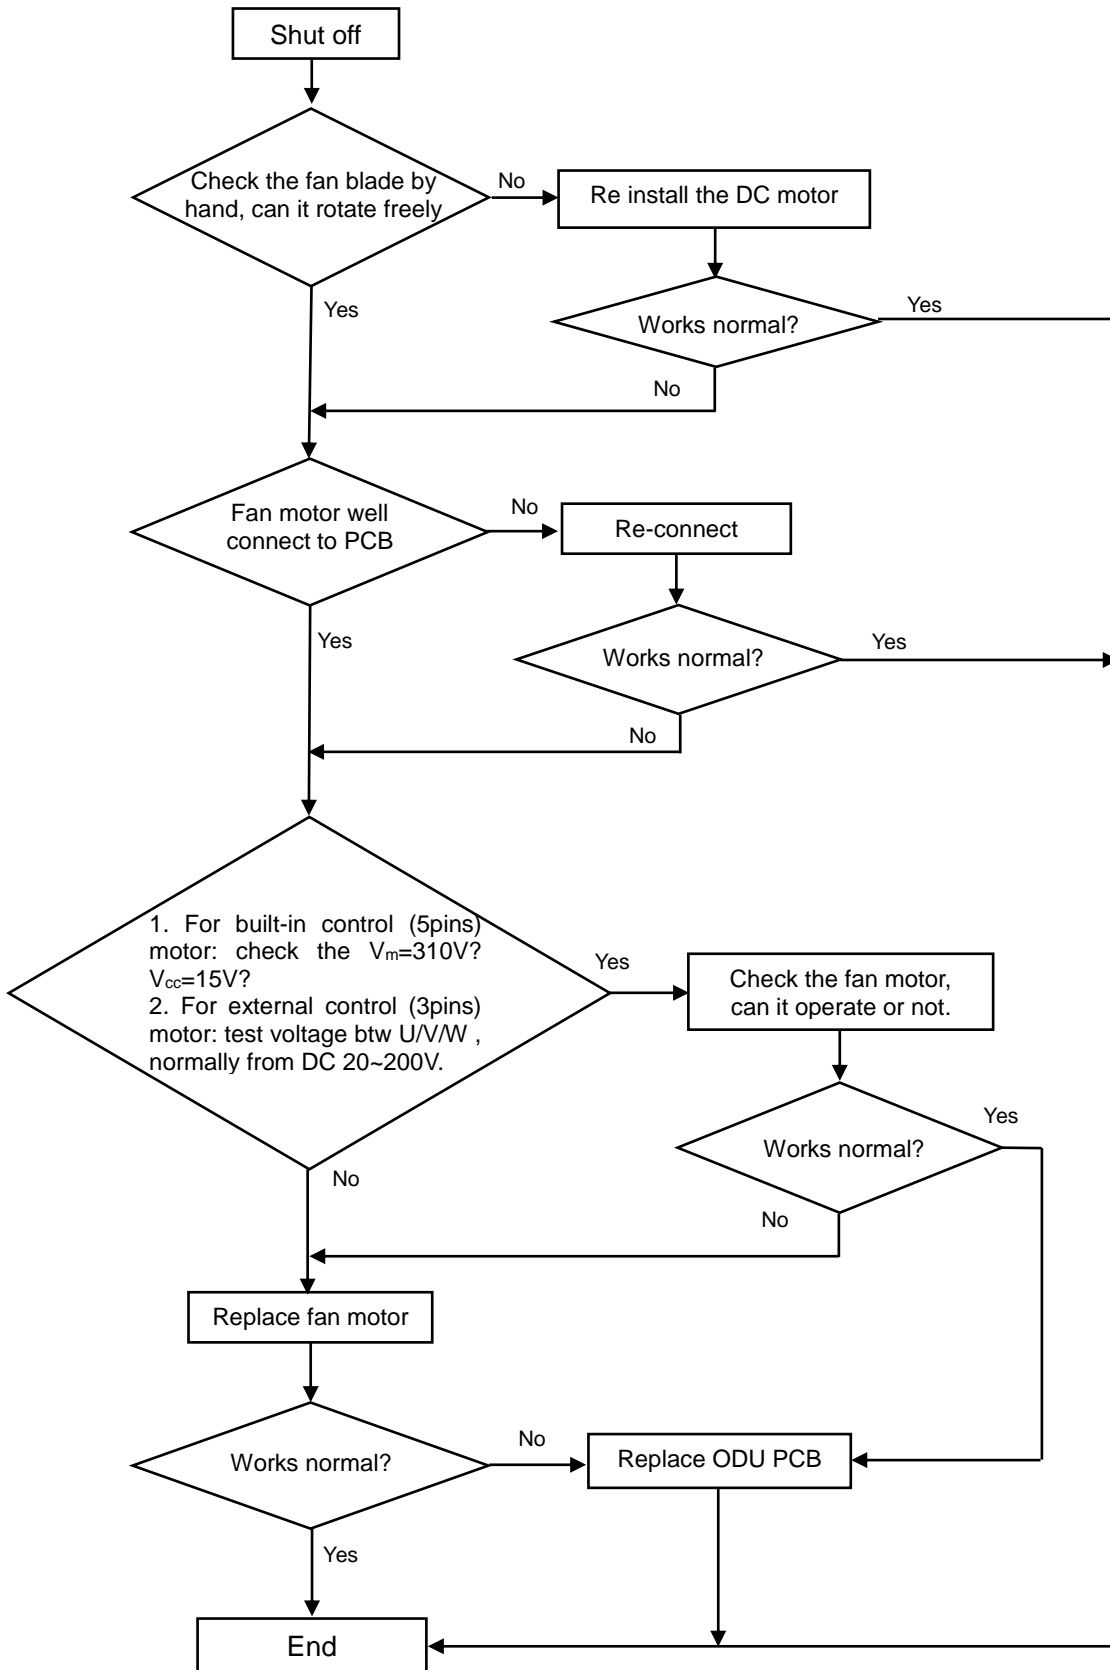 Shut off
Check the fan blade by
hand, can it rotate freely
No
Re install the DC motor
Yes
Works normal?
Yes
No
Fan motor well
connect to PCB
No
Re-connect
Yes
Works normal?
Yes
No
1. For built-in control (5pins)
motor: check the Vm=310V?
Vcc=15V?
2. For external control (3pins)
motor: test voltage btw U/V/W ,
normally from DC 20~200V.
Yes
Check the fan motor,
can it operate or not.
Works normal?
Yes
No
No
Replace fan motor
Works normal?
No
Replace ODU PCB
Yes
End